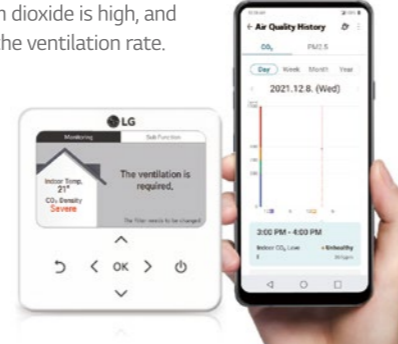 n dioxide is high, and
the ventilation rate.
LG
Monitoring
Sub Function
Indoor Temp.
21°
CO₂ Density
Severe
The ventilation is
required.
The filter needs to be changed
OK
← Air Quality History
CO₂
PM2.5
Day
Week
Month
Year
2021.12.8. (Wed)
3:00 PM - 4:00 PM
Indoor CO₂ Low
• Unhealthy